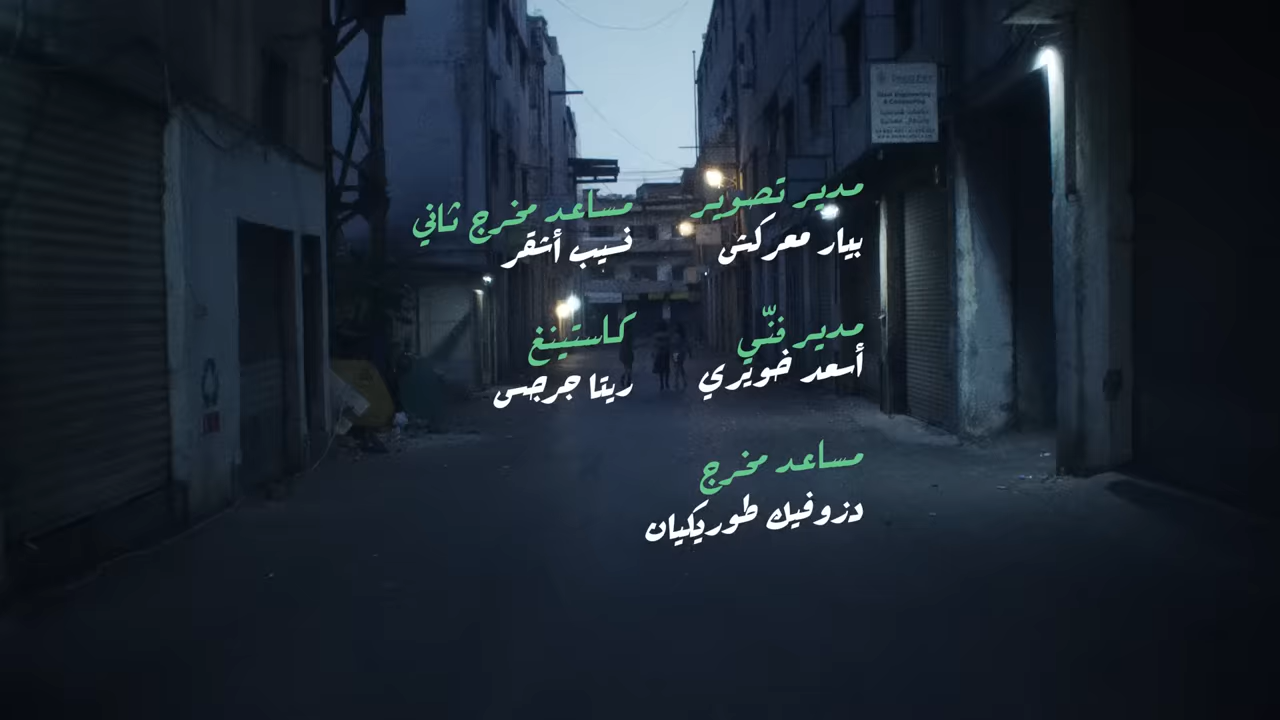 مدير تصوير
بيار معركش
مدير فنّي
أسعد خويري
مساعد مخرج
دزوفيك طوريكيان
مساعد مخرج ثاني
نسيب أشقر
كاستينغ
ريتا جرجس